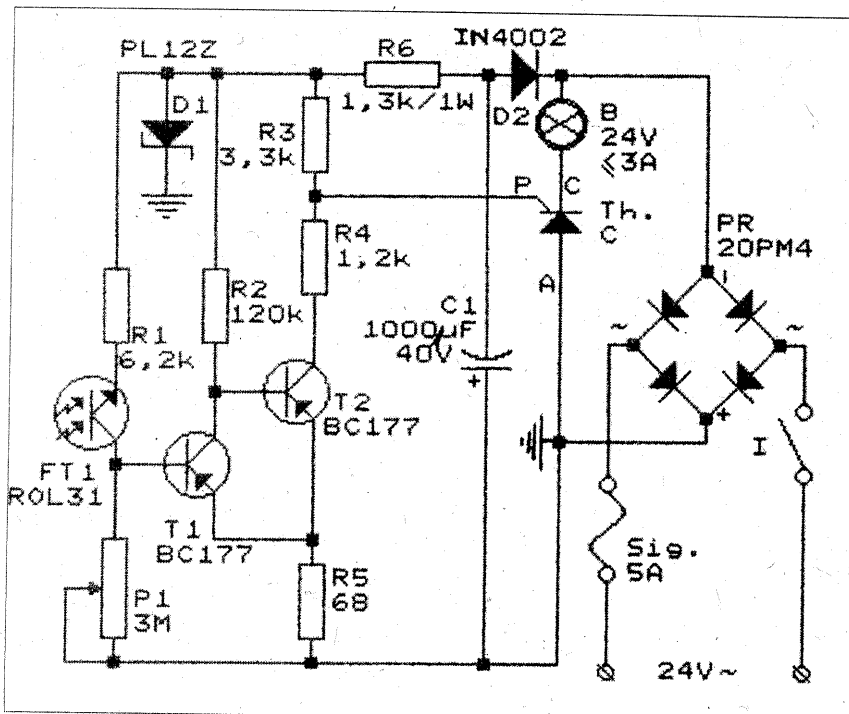 PL12Z
D1
R6
1,3k/1W
IN4002
D2
B
24V
≤3A
R3
3,3k
P
C
Th.
C
R4
1,2k
A
PR
20PM4
-
R2
120k
C1
1000µF
40V
+
~
~
R1
6,2k
T2
BC177
+
FT1
ROL31
I
T1
BC177
Sig.
5A
P1
3M
R5
68
24V~